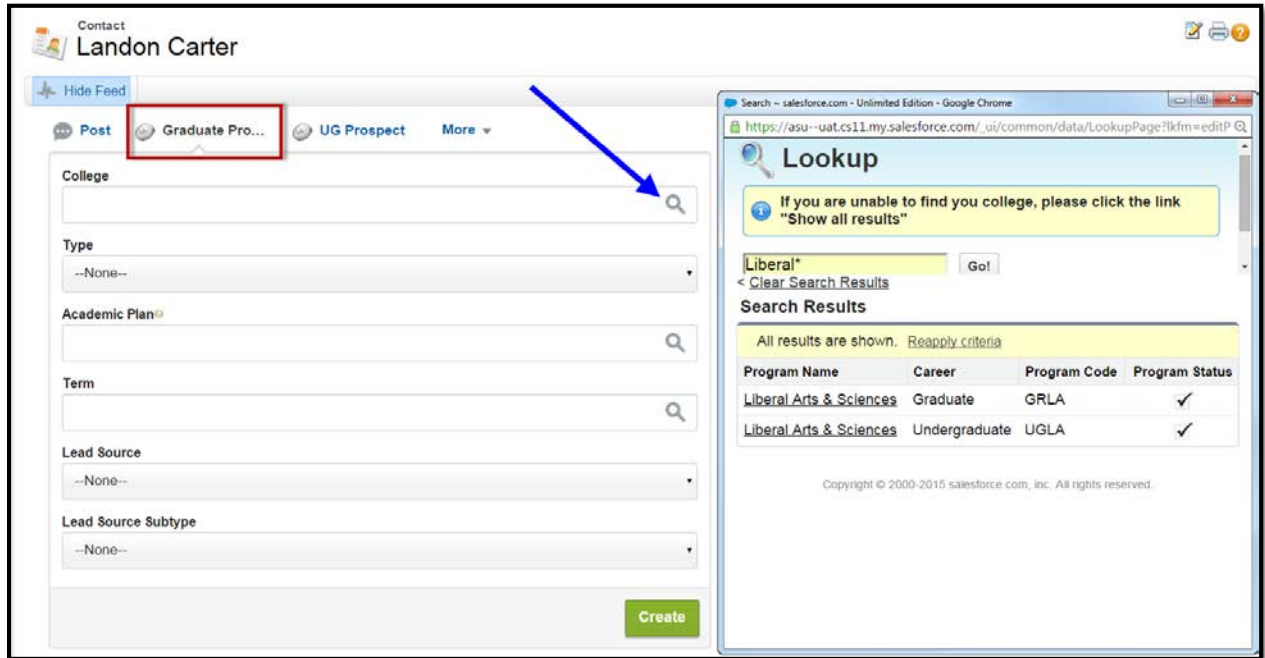 Contact
Landon Carter
Hide Feed
Post Graduate Pro... UG Prospect More
College
Type
--None--
Academic Plan
Term
Lead Source
--None--
Lead Source Subtype
--None--
Create
Search ~ salesforce.com - Unlimited Edition - Google Chrome
https://asu--uat.cs11.my.salesforce.com/_ui/common/data/LookupPage?lkfm=editP
Lookup
If you are unable to find you college, please click the link
"Show all results"
Liberal* Go!
< Clear Search Results
Search Results
All results are shown. Reapply criteria
Program Name Career Program Code Program Status
Liberal Arts & Sciences Graduate GRLA ✓
Liberal Arts & Sciences Undergraduate UGLA ✓
Copyright © 2000-2015 salesforce.com, inc. All rights reserved.